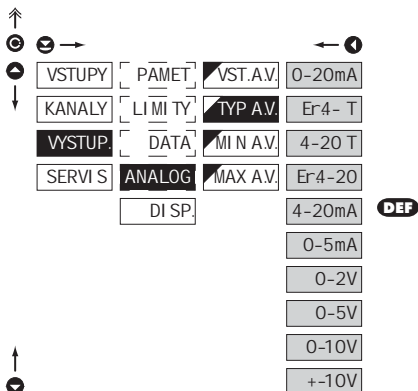 VSTUPY PAMET VST.A.V. 0-20mA
KANALY LIMITY TYP A.V. Er4- T
VYSTUP. DATA MIN A.V. 4-20 T
SERVIS ANALOG MAX A.V. Er4-20
DISP. 4-20mA DEF
0-5mA
0-2V
0-5V
0-10V
+-10V